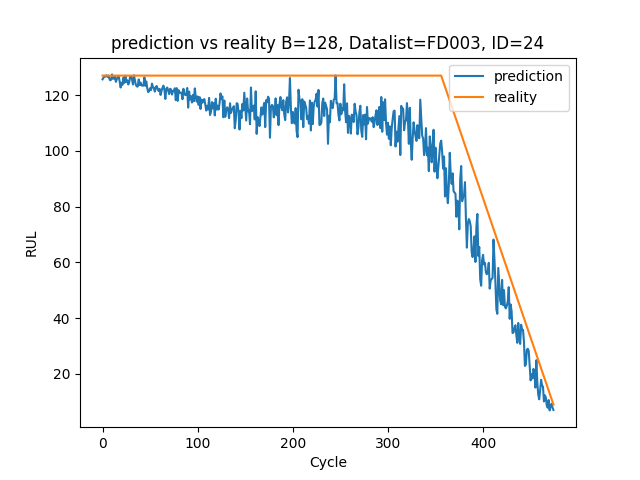 prediction vs reality B=128, Datalist=FD003, ID=24
prediction
reality
RUL
120
100
80
60
40
20
0
100
200
300
400
Cycle